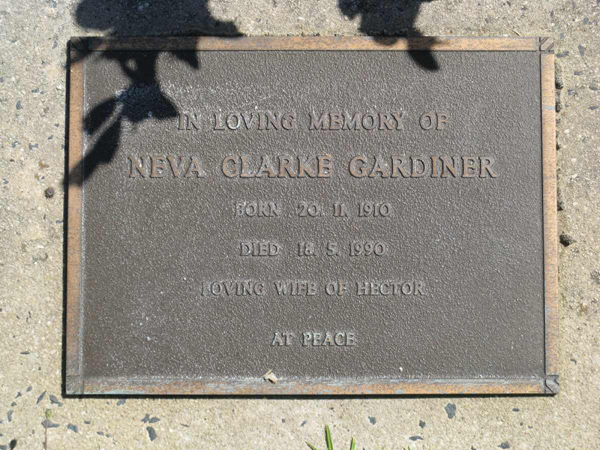 IN LOVING MEMORY OF
NEVA CLARKE GARDINER
BORN 20. 11. 1910
DIED 18. 5. 1990
LOVING WIFE OF HECTOR
AT PEACE